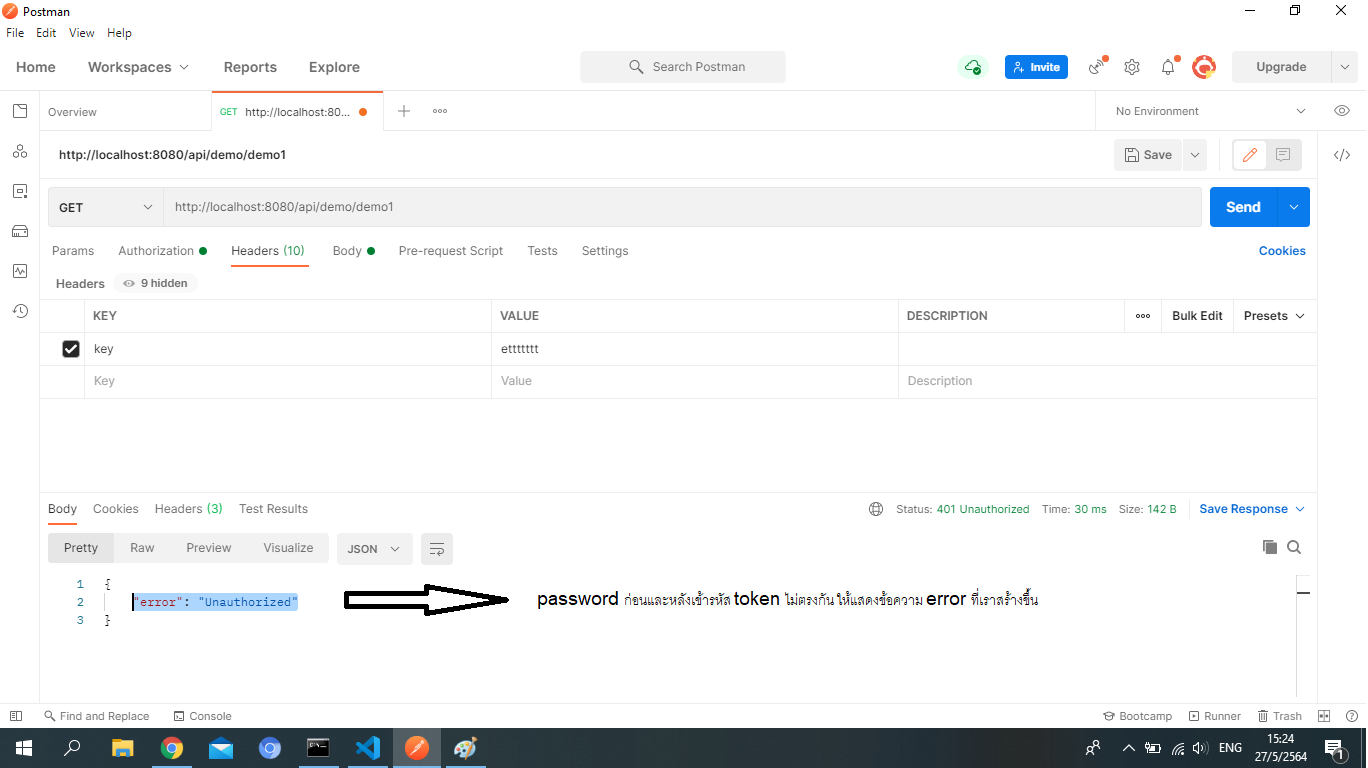 Postman
File Edit View Help
Home Workspaces Reports Explore Search Postman Invite Upgrade
Overview GET http://localhost:80... No Environment
http://localhost:8080/api/demo/demo1 Save
GET http://localhost:8080/api/demo/demo1 Send
Params Authorization Headers (10) Body Pre-request Script Tests Settings Cookies
Headers 9 hidden
KEY VALUE DESCRIPTION Bulk Edit Presets
key ettttttt
Key Value Description
Body Cookies Headers (3) Test Results Status: 401 Unauthorized Time: 30 ms Size: 142 B Save Response
Pretty Raw Preview Visualize JSON
1 {
2 "error": "Unauthorized" password ก่อนและหลังเข้ารหัส token ไม่ตรงกัน ให้แสดงข้อความ error ที่เราสร้างขึ้น
3 }
Find and Replace Console Bootcamp Runner Trash
ENG 15:24
27/5/2564 1